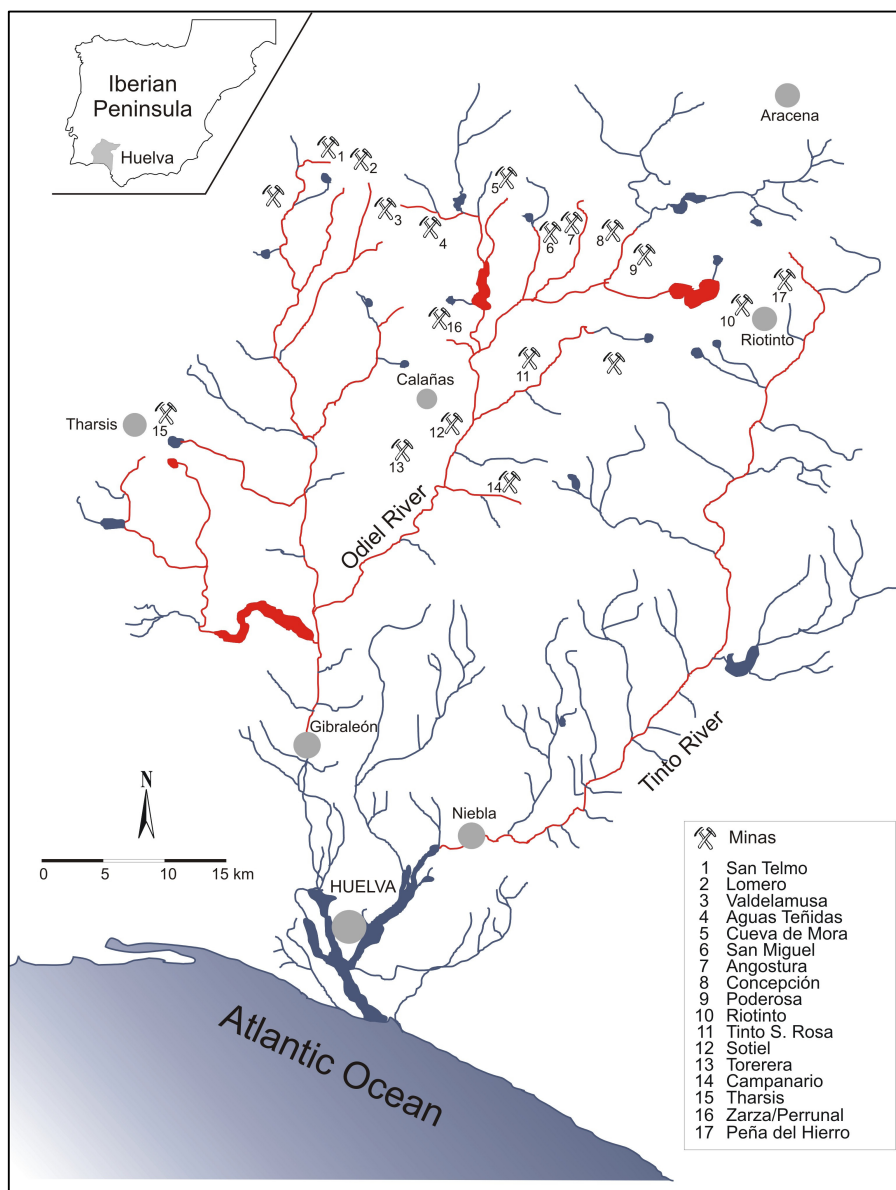 Iberian
Peninsula
Huelva
Aracena
1
2
3
4
5
6
7
8
9
10
17
Riotinto
16
11
Calañas
Tharsis
15
12
13
14
Odiel River
Gibraleón
Tinto River
N
Niebla
0 5 10 15 km
HUELVA
Atlantic Ocean
Minas
1 San Telmo
2 Lomero
3 Valdelamusa
4 Aguas Teñidas
5 Cueva de Mora
6 San Miguel
7 Angostura
8 Concepción
9 Poderosa
10 Riotinto
11 Tinto S. Rosa
12 Sotiel
13 Torerera
14 Campanario
15 Tharsis
16 Zarza/Perrunal
17 Peña del Hierro